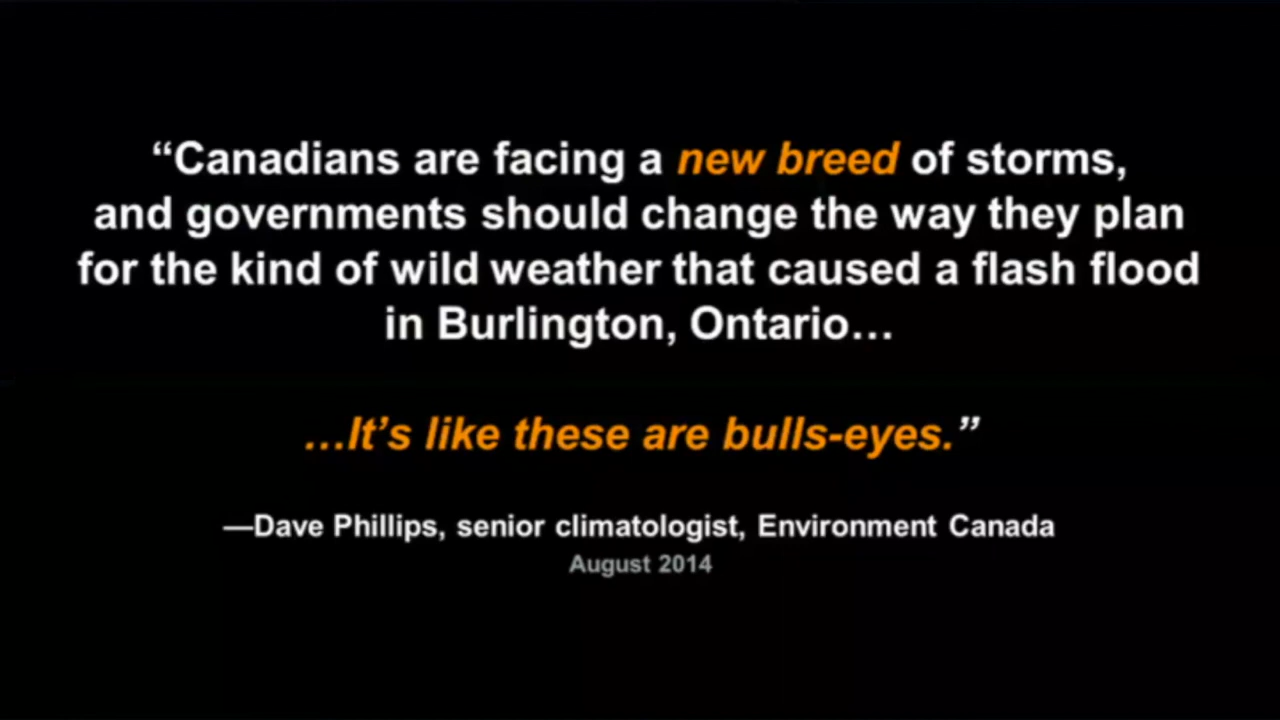 “Canadians are facing a new breed of storms,
and governments should change the way they plan
for the kind of wild weather that caused a flash flood
in Burlington, Ontario…
…It’s like these are bulls-eyes.”
—Dave Phillips, senior climatologist, Environment Canada
August 2014